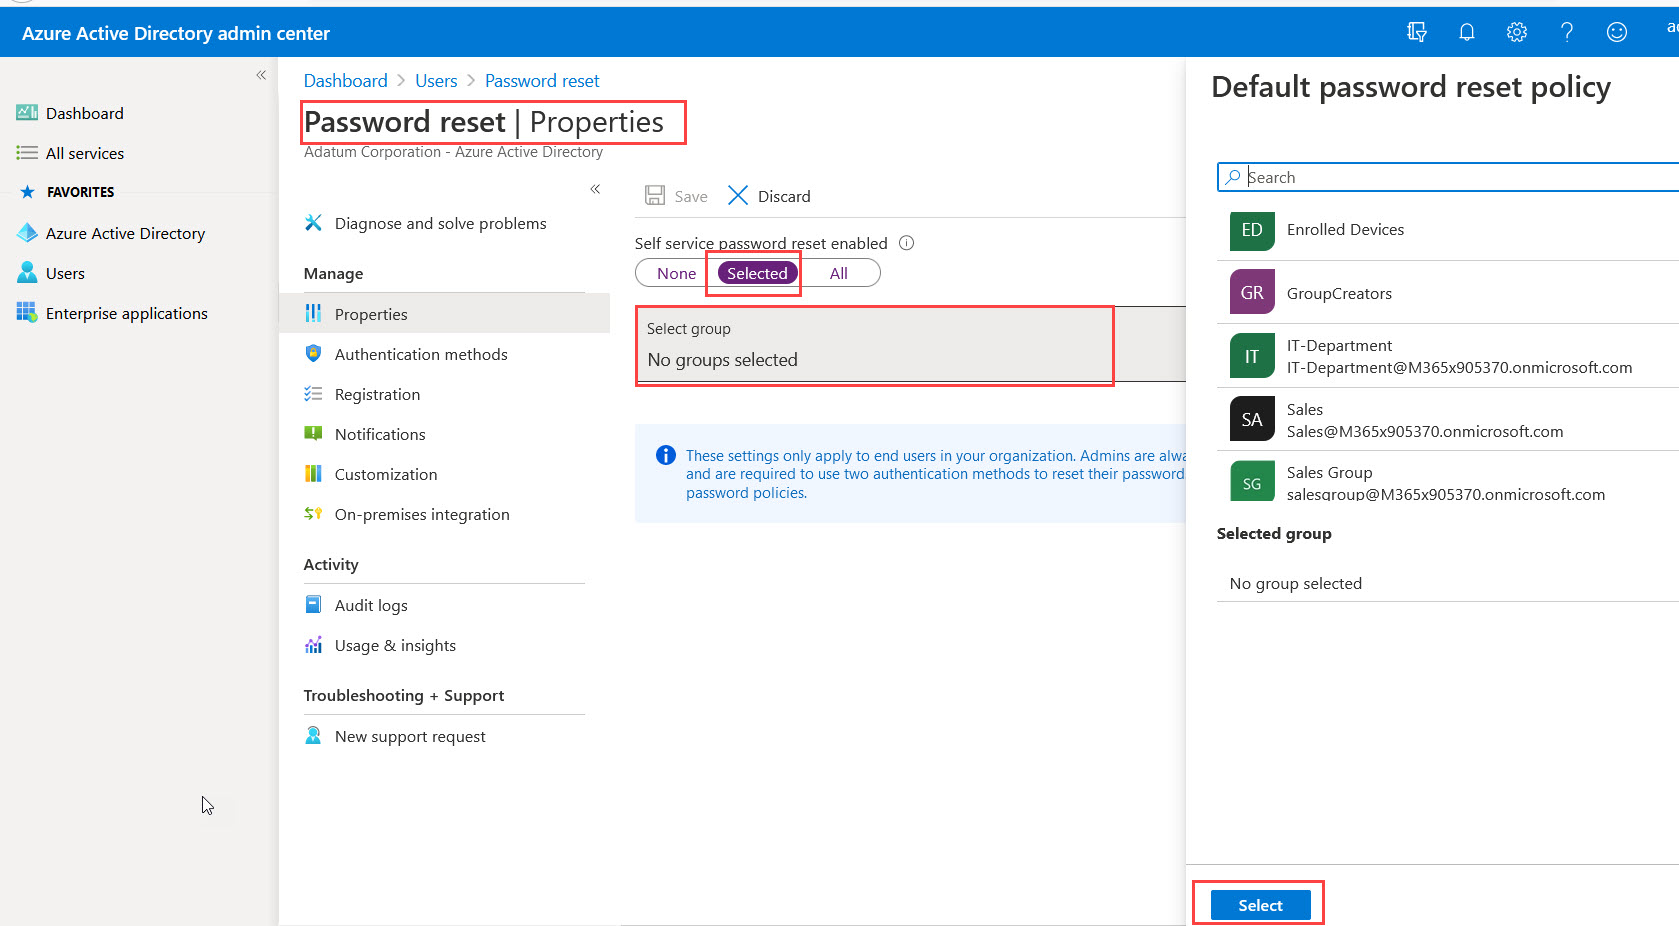 Azure Active Directory admin center
Dashboard
All services
FAVORITES
Azure Active Directory
Users
Enterprise applications
Dashboard > Users > Password reset
Password reset | Properties
Adatum Corporation - Azure Active Directory
Diagnose and solve problems
Manage
Properties
Authentication methods
Registration
Notifications
Customization
On-premises integration
Activity
Audit logs
Usage & insights
Troubleshooting + Support
New support request
Save Discard
Self service password reset enabled
None Selected All
Select group
No groups selected
These settings only apply to end users in your organization. Admins are
and are required to use two authentication methods to reset their password
password policies.
Default password reset policy
Search
ED Enrolled Devices
GR GroupCreators
IT IT-Department
IT-Department@M365x905370.onmicrosoft.com
SA Sales
Sales@M365x905370.onmicrosoft.com
SG Sales Group
salesgroup@M365x905370.onmicrosoft.com
Selected group
No group selected
Select